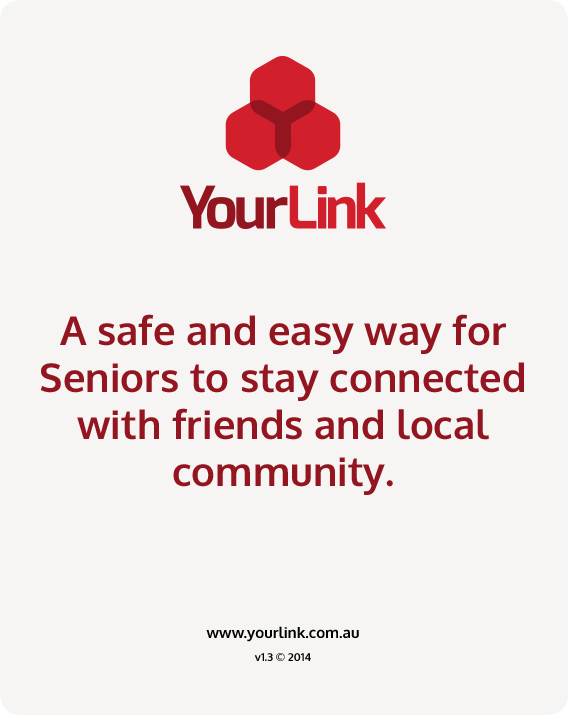 YourLink
A safe and easy way for
Seniors to stay connected
with friends and local
community.
www.yourlink.com.au
v1.3 © 2014